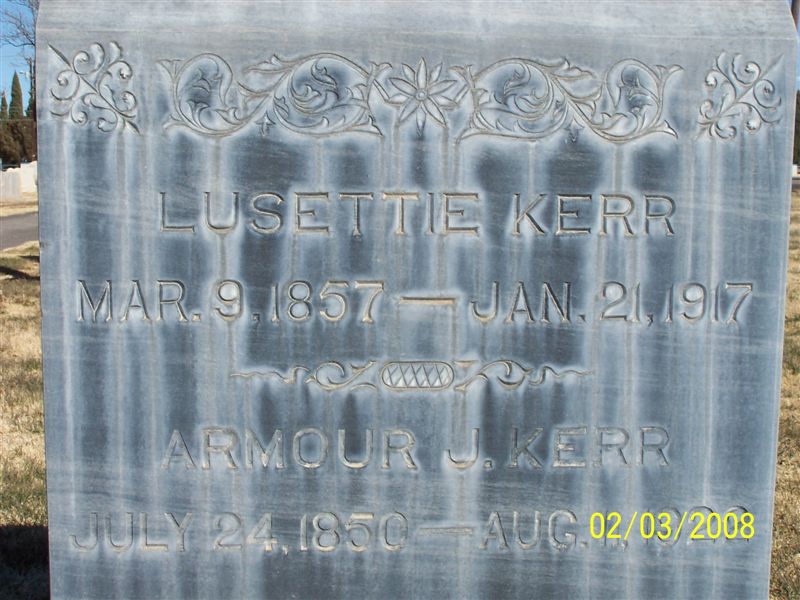 LUSETTIE KERR
MAR. 9, 1857 — JAN. 21, 1917
ARMOUR J. KERR
JULY 24, 1850 — AUG.
02/03/2008